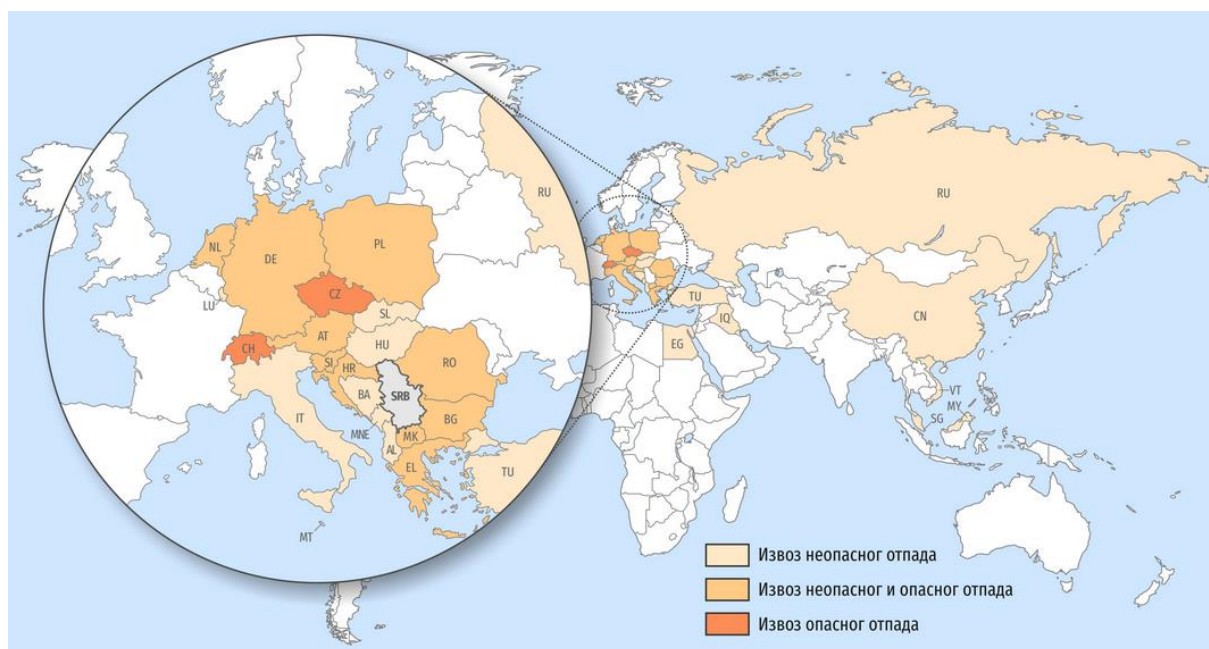 RU
NL
DE
PL
LU
CZ
SL
CH
AT
HU
SI
HR
RO
BA
SRB
IT
BG
MNE
MK
AL
EL
TU
MT
RU
TU
IQ
CN
EG
VT
MY
SG
Извоз неопасног отпада
Извоз неопасног и опасног отпада
Извоз опасног отпада